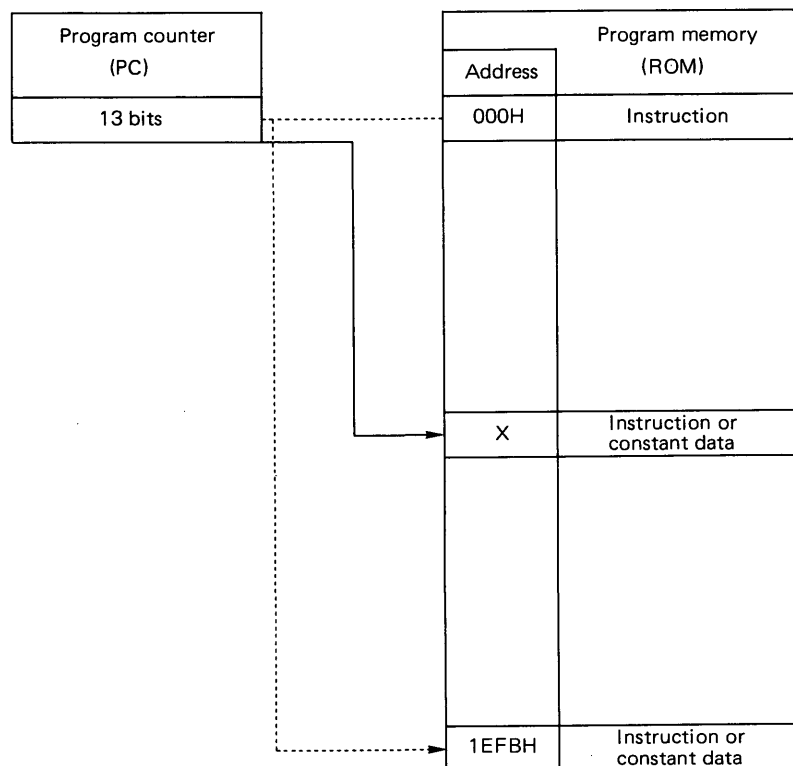 Program counter
(PC)
13 bits
Program memory
(ROM)
Address
000H
Instruction
X
Instruction or
constant data
1EFBH
Instruction or
constant data